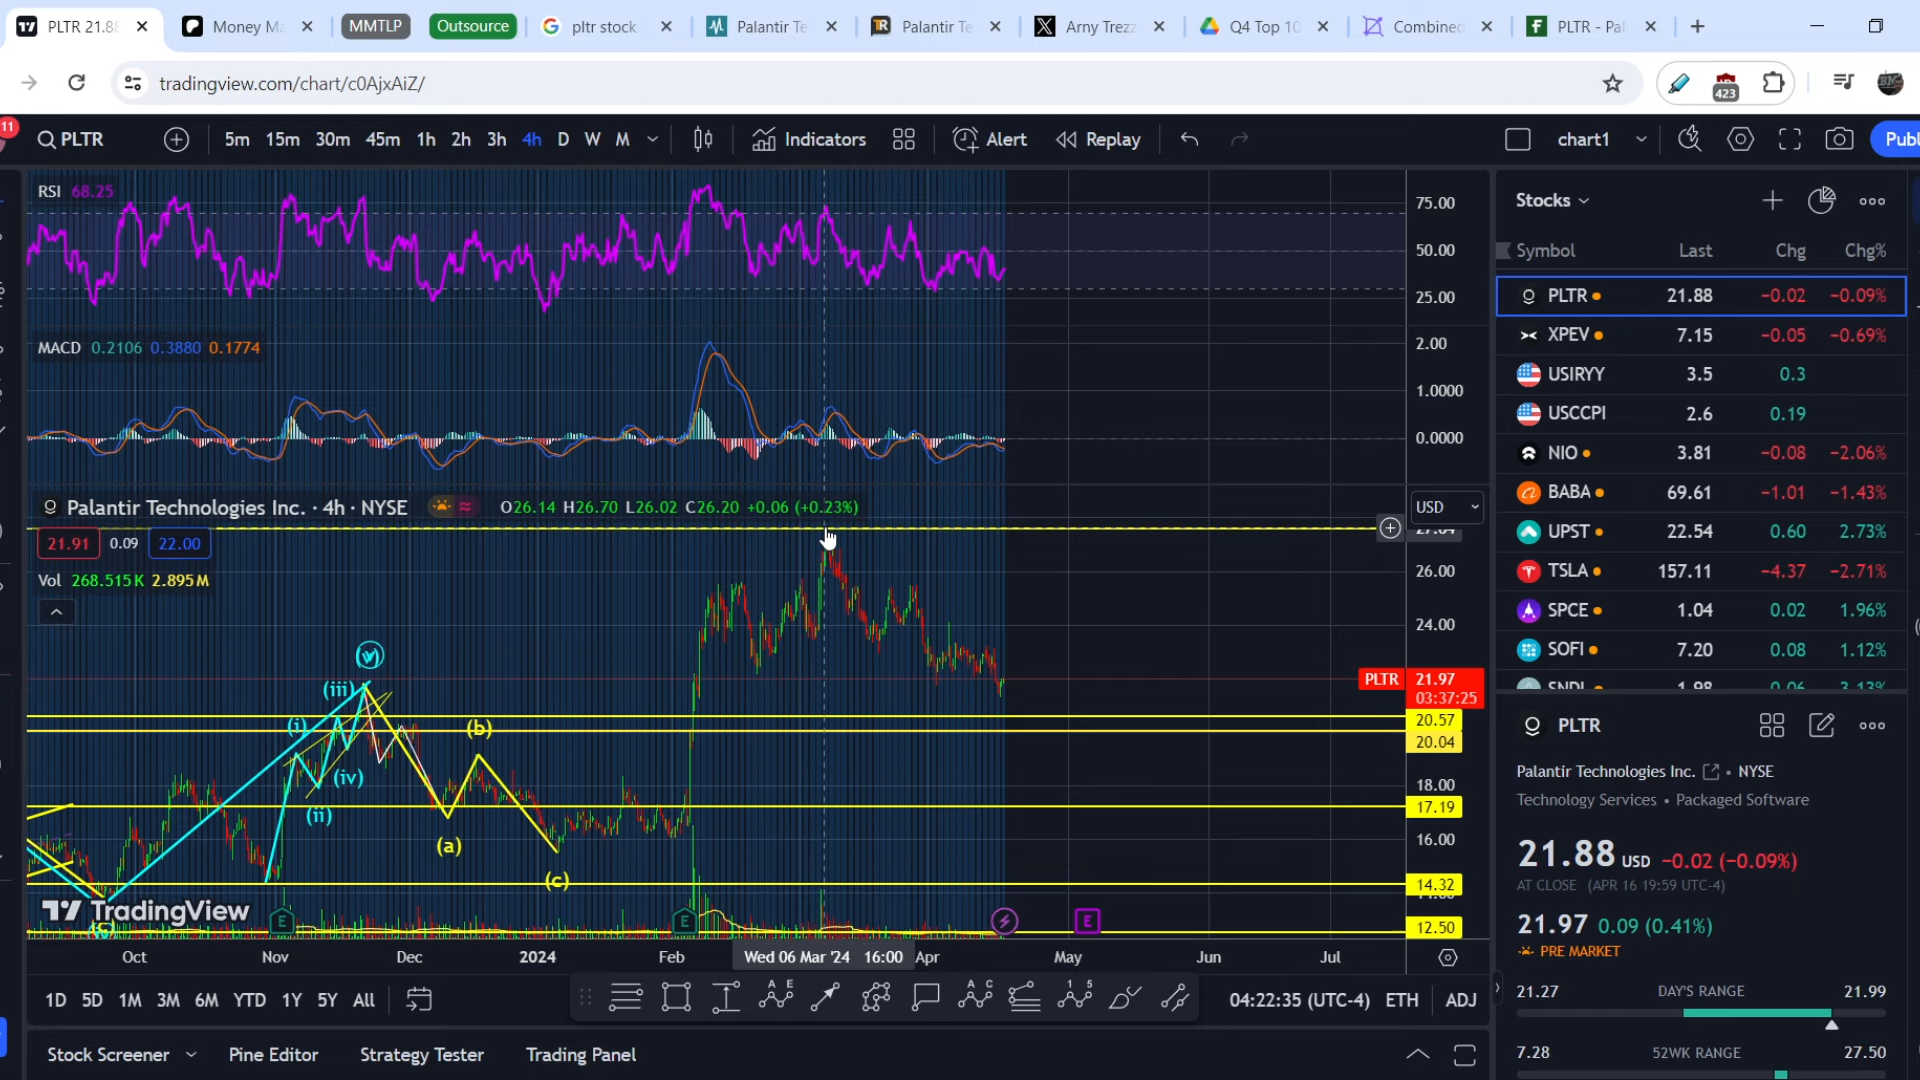 PLTR 21.88
Money Ma
MMTLP
Outsource
pltr stock
Palantir Te
Palantir Te
Arny Trezz
Q4 Top 10
Combined
PLTR - Pal
tradingview.com/chart/c0AjxAiZ/
423
11
PLTR
5m 15m 30m 45m 1h 2h 3h 4h D W M
Indicators
Alert
Replay
chart1
Publ
RSI 68.25
75.00
50.00
25.00
MACD 0.2106 0.3880 0.1774
2.00
1.0000
0.0000
Palantir Technologies Inc. · 4h · NYSE
O26.14 H26.70 L26.02 C26.20 +0.06 (+0.23%)
USD
21.91 0.09 22.00
Vol 268.515K 2.895M
26.00
24.00
PLTR 21.97
03:37:25
20.57
20.04
18.00
17.19
16.00
14.32
12.50
(v)
(iii)
(i)
(iv)
(ii)
(b)
(a)
(c)
TradingView
E
E
E
Oct Nov Dec 2024 Feb Wed 06 Mar '24 16:00 Apr May Jun Jul
1D 5D 1M 3M 6M YTD 1Y 5Y All
04:22:35 (UTC-4) ETH ADJ
Stock Screener Pine Editor Strategy Tester Trading Panel
Stocks
Symbol Last Chg Chg%
PLTR 21.88 −0.02 −0.09%
XPEV 7.15 −0.05 −0.69%
USIRYY 3.5 0.3
USCCPI 2.6 0.19
NIO 3.81 −0.08 −2.06%
BABA 69.61 −1.01 −1.43%
UPST 22.54 0.60 2.73%
TSLA 157.11 −4.37 −2.71%
SPCE 1.04 0.02 1.96%
SOFI 7.20 0.08 1.12%
SNDL 1.98 0.06 3.13%
PLTR
Palantir Technologies Inc. • NYSE
Technology Services • Packaged Software
21.88 USD −0.02 (−0.09%)
AT CLOSE (APR 16 19:59 UTC-4)
21.97 0.09 (0.41%)
PRE MARKET
21.27 DAY'S RANGE 21.99
7.28 52WK RANGE 27.50